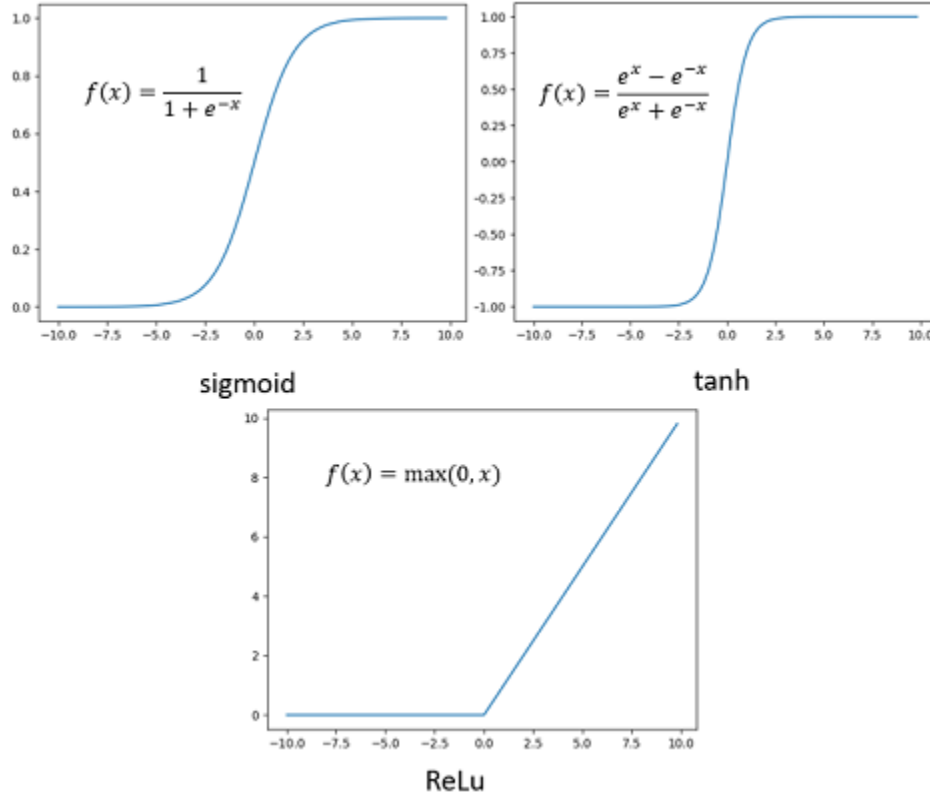 1.0
0.8
0.6
0.4
0.2
0.0
f(x) = 1 / (1 + e^{-x})
−10.0 −7.5 −5.0 −2.5 0.0 2.5 5.0 7.5 10.0
sigmoid
1.00
0.75
0.50
0.25
0.00
−0.25
−0.50
−0.75
−1.00
f(x) = (e^x − e^{-x}) / (e^x + e^{-x})
−10.0 −7.5 −5.0 −2.5 0.0 2.5 5.0 7.5 10.0
tanh
10
8
6
4
2
0
f(x) = max(0, x)
−10.0 −7.5 −5.0 −2.5 0.0 2.5 5.0 7.5 10.0
ReLu